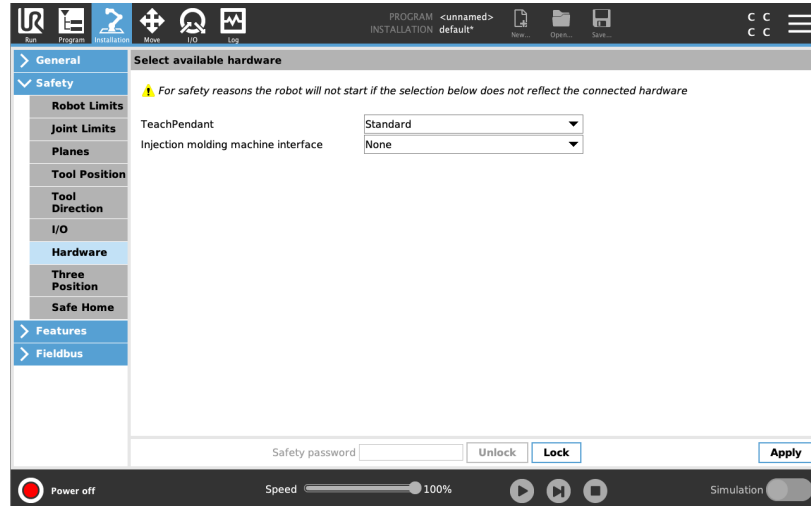 UR
Run
Program
Installation
Move
I/O
Log
PROGRAM <unnamed>
INSTALLATION default*
New...
Open...
Save...
C C
C C
General
Safety
Robot Limits
Joint Limits
Planes
Tool Position
Tool
Direction
I/O
Hardware
Three
Position
Safe Home
Features
Fieldbus
Select available hardware
For safety reasons the robot will not start if the selection below does not reflect the connected hardware
TeachPendant Standard
Injection molding machine interface None
Safety password Unlock Lock Apply
Power off Speed 100% Simulation